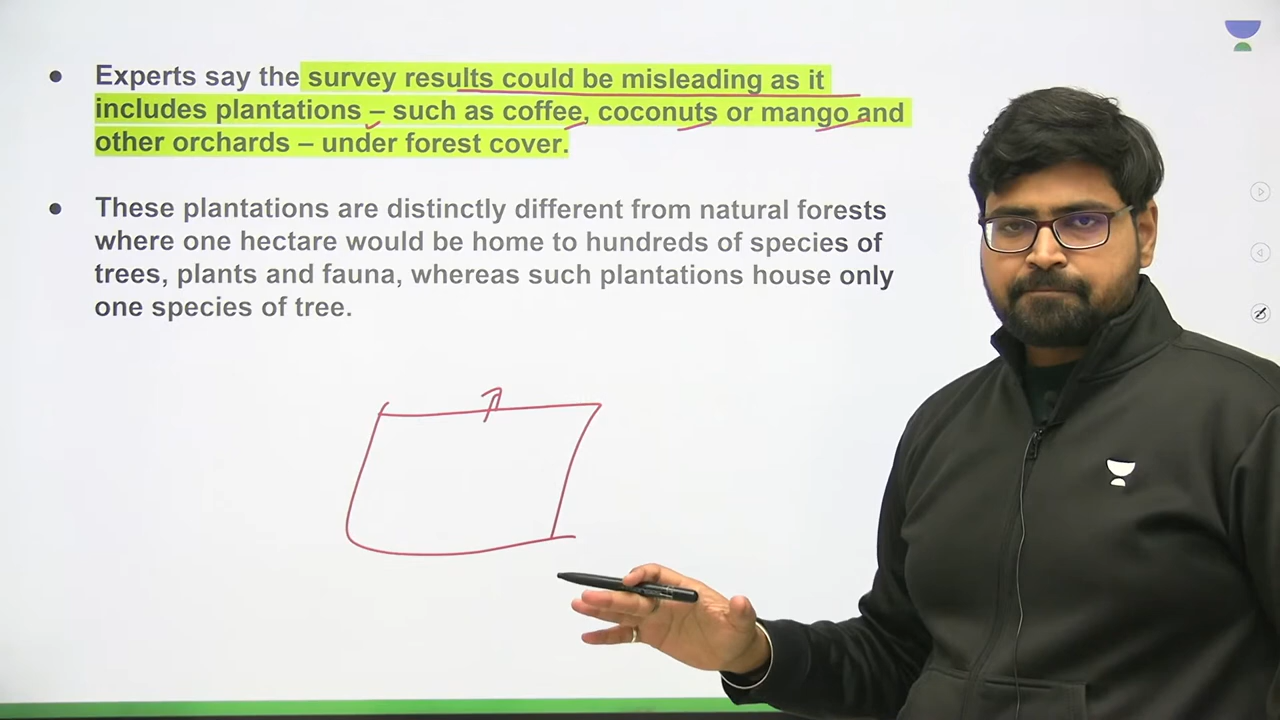 Experts say the survey results could be misleading as it
includes plantations – such as coffee, coconuts or mango and
other orchards – under forest cover.
These plantations are distinctly different from natural forests
where one hectare would be home to hundreds of species of
trees, plants and fauna, whereas such plantations house only
one species of tree.